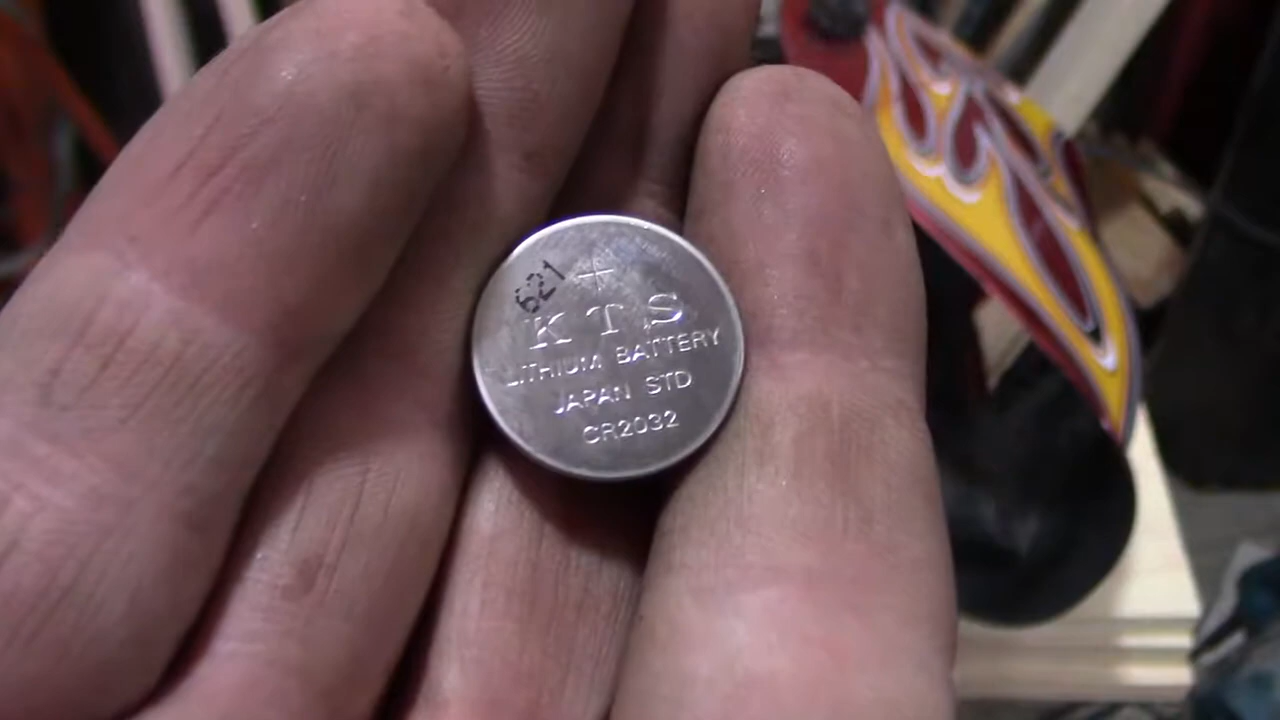 621
+
KTS
LITHIUM BATTERY
JAPAN STD
CR2032